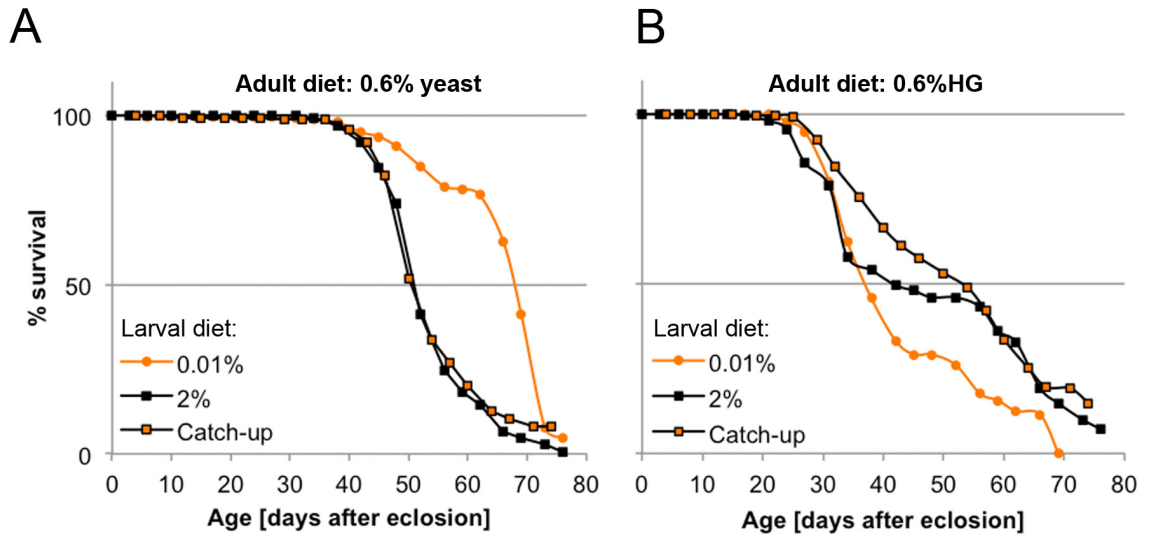 A
B
Adult diet: 0.6% yeast
Adult diet: 0.6%HG
% survival
100
50
0
Larval diet:
0.01%
2%
Catch-up
Larval diet:
0.01%
2%
Catch-up
0 10 20 30 40 50 60 70 80
0 10 20 30 40 50 60 70 80
Age [days after eclosion]
Age [days after eclosion]